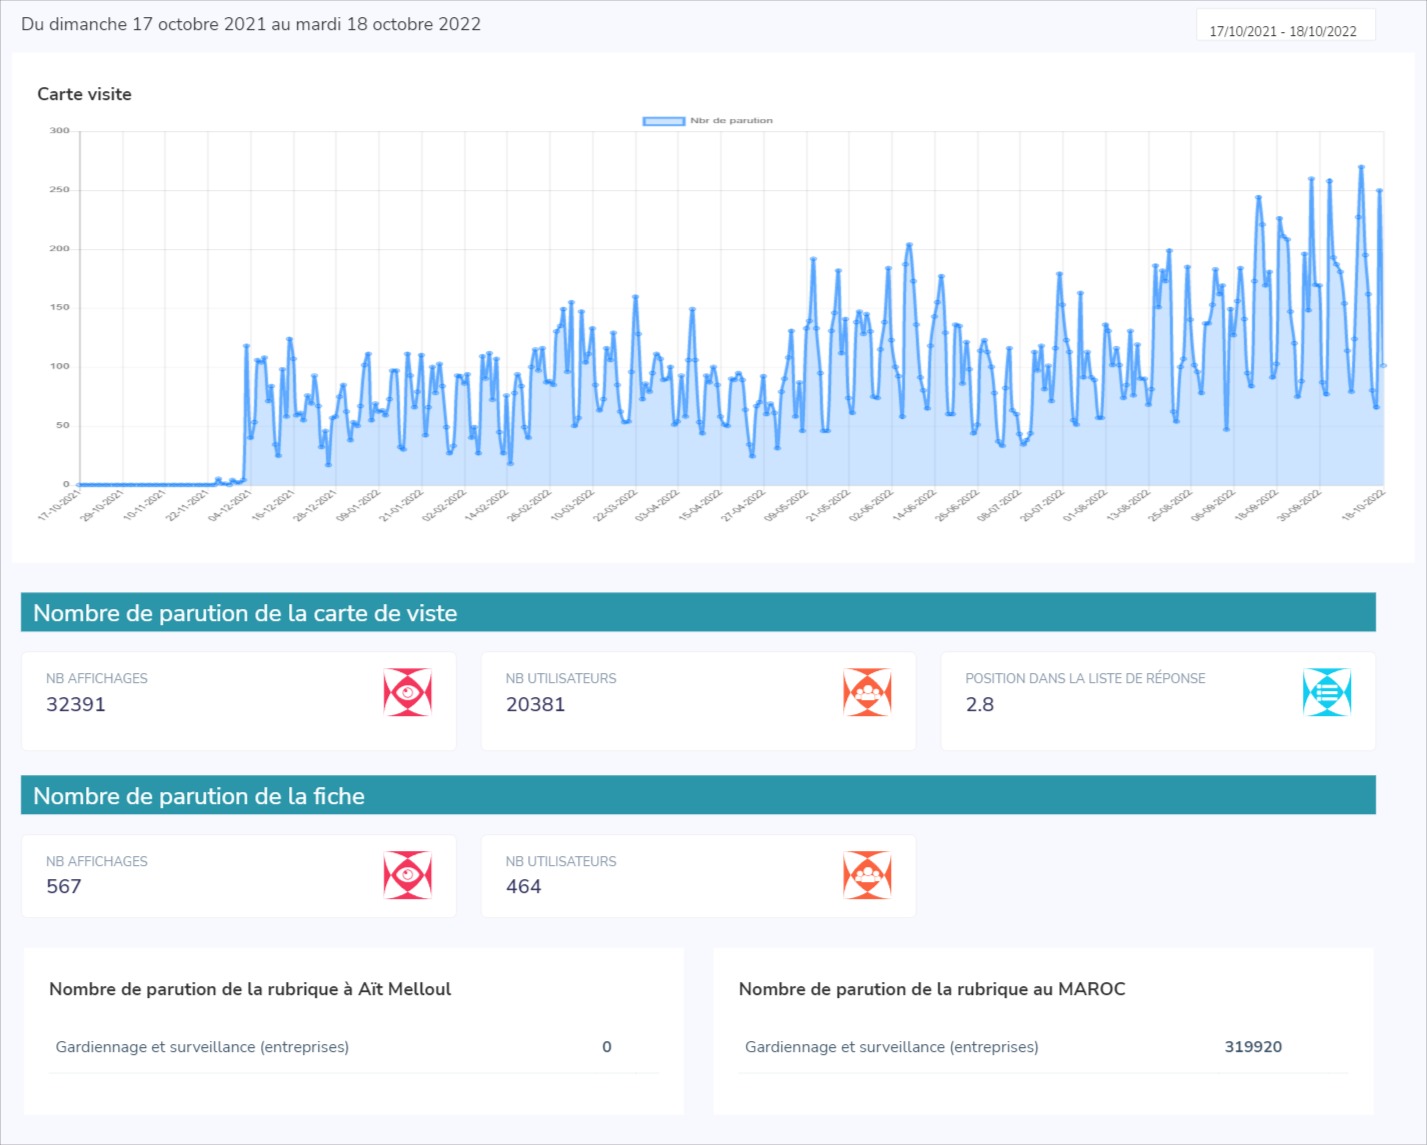 Du dimanche 17 octobre 2021 au mardi 18 octobre 2022
17/10/2021 - 18/10/2022
Carte visite
Nbr de parution
300
250
200
150
100
50
0
17-10-2021
29-10-2021
10-11-2021
22-11-2021
04-12-2021
16-12-2021
28-12-2021
09-01-2022
21-01-2022
02-02-2022
14-02-2022
26-02-2022
10-03-2022
22-03-2022
03-04-2022
15-04-2022
27-04-2022
09-05-2022
21-05-2022
02-06-2022
14-06-2022
26-06-2022
08-07-2022
20-07-2022
01-08-2022
13-08-2022
25-08-2022
06-09-2022
18-09-2022
30-09-2022
18-10-2022
Nombre de parution de la carte de viste
NB AFFICHAGES
32391
NB UTILISATEURS
20381
POSITION DANS LA LISTE DE RÉPONSE
2.8
Nombre de parution de la fiche
NB AFFICHAGES
567
NB UTILISATEURS
464
Nombre de parution de la rubrique à Aït Melloul
Gardiennage et surveillance (entreprises) 0
Nombre de parution de la rubrique au MAROC
Gardiennage et surveillance (entreprises) 319920